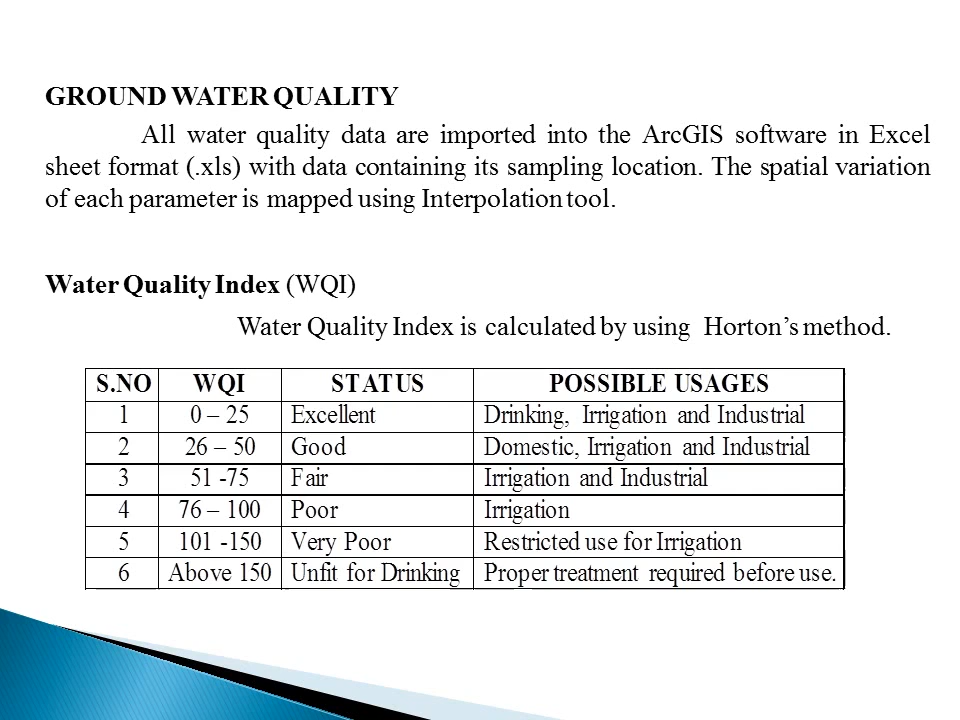 GROUND WATER QUALITY
All water quality data are imported into the ArcGIS software in Excel
sheet format (.xls) with data containing its sampling location. The spatial variation
of each parameter is mapped using Interpolation tool.
Water Quality Index (WQI)
Water Quality Index is calculated by using Horton’s method.
S.NO WQI STATUS POSSIBLE USAGES
1 0 – 25 Excellent Drinking, Irrigation and Industrial
2 26 – 50 Good Domestic, Irrigation and Industrial
3 51 -75 Fair Irrigation and Industrial
4 76 – 100 Poor Irrigation
5 101 -150 Very Poor Restricted use for Irrigation
6 Above 150 Unfit for Drinking Proper treatment required before use.